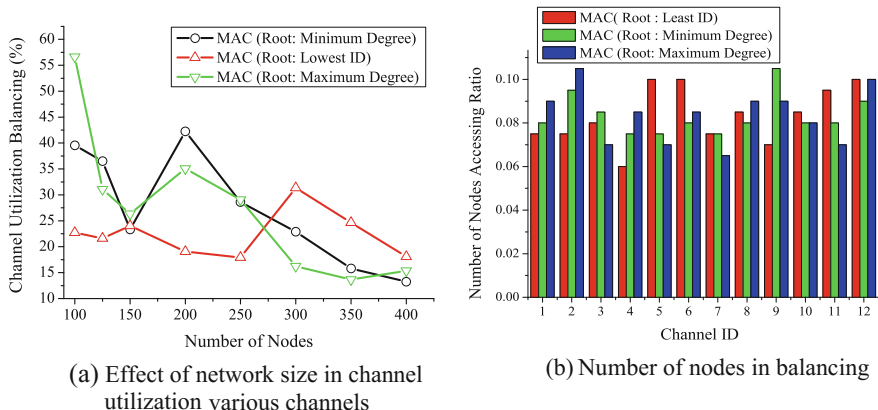 Channel Utilization Balancing (%)
60
55
50
45
40
35
30
25
20
15
10
MAC (Root: Minimum Degree)
MAC (Root: Lowest ID)
MAC (Root: Maximum Degree)
100
150
200
250
300
350
400
Number of Nodes
(a) Effect of network size in channel
utilization various channels
Number of Nodes Accessing Ratio
0.10
0.08
0.06
0.04
0.02
0.00
MAC( Root : Least ID)
MAC (Root : Minimum Degree)
MAC (Root: Maximum Degree)
1
2
3
4
5
6
7
8
9
10
11
12
Channel ID
(b) Number of nodes in balancing